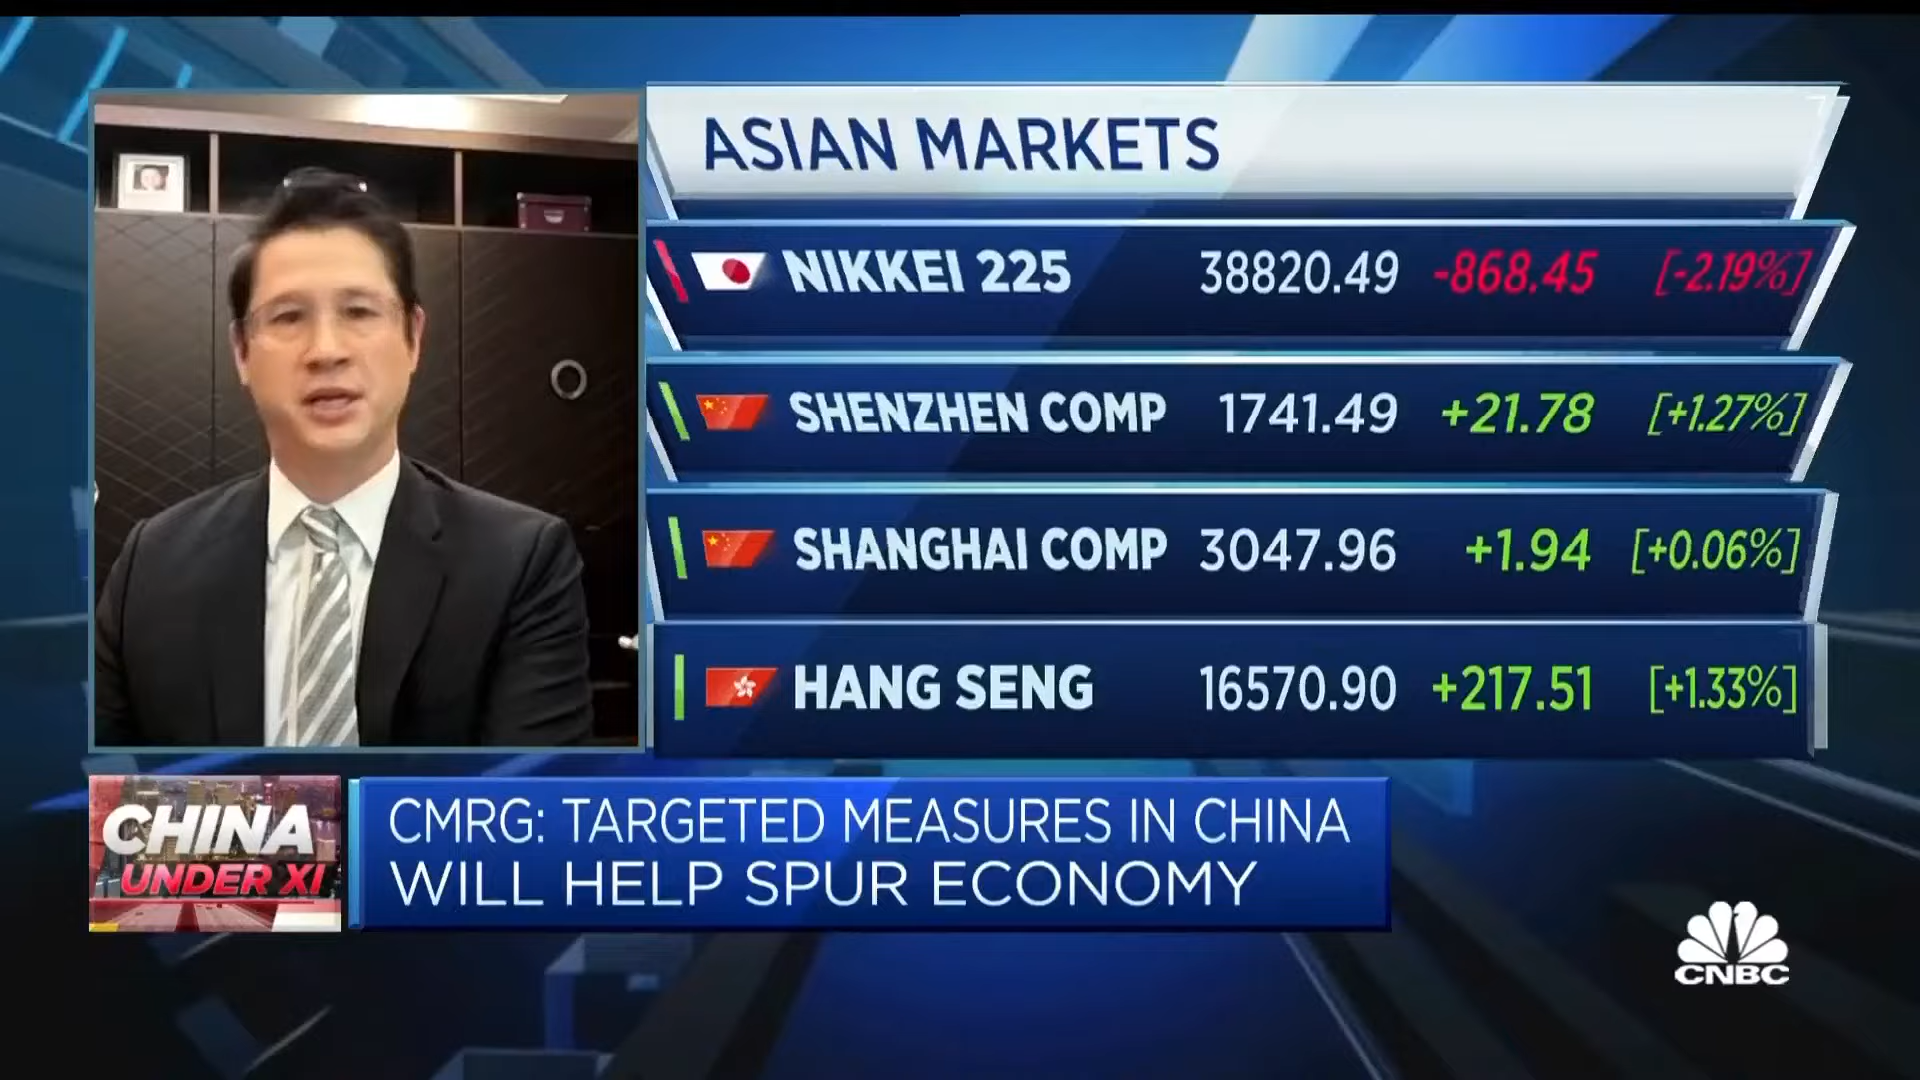 ASIAN MARKETS
NIKKEI 225 38820.49 -868.45 [-2.19%]
SHENZHEN COMP 1741.49 +21.78 [+1.27%]
SHANGHAI COMP 3047.96 +1.94 [+0.06%]
HANG SENG 16570.90 +217.51 [+1.33%]
CHINA
UNDER XI
CMRG: TARGETED MEASURES IN CHINA
WILL HELP SPUR ECONOMY
CNBC